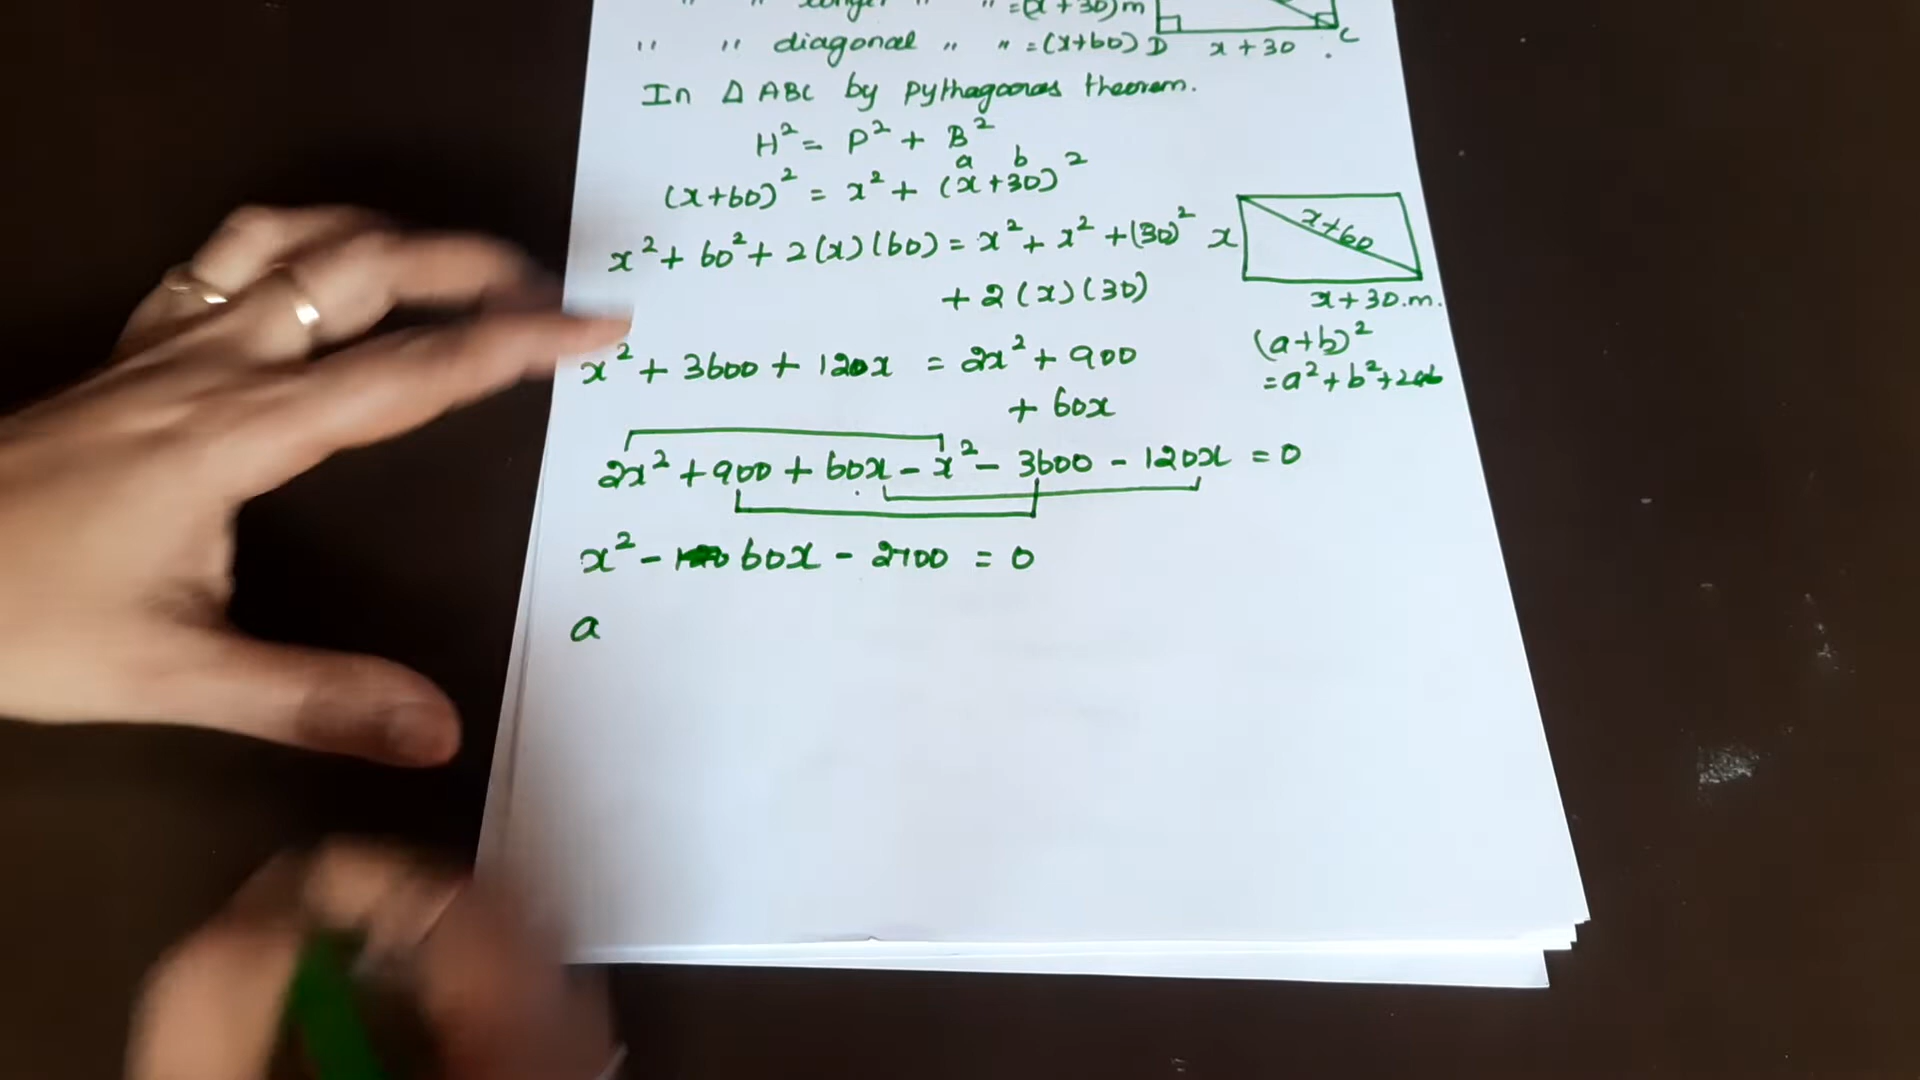 " " longer " " = (x + 30) m
" " diagonal " " = (x+60) D x + 30 . C
In Δ ABC by pythagoras theorem.
H² = P² + B²
a b
(x+60)² = x² + (x+30)²
x² + 60² + 2(x)(60) = x² + x² + (30)²
+ 2(x)(30)
x
x+60
x + 30.m.
(a+b)²
= a² + b² + 2ab
x² + 3600 + 120x = 2x² + 900
+ 60x
2x² + 900 + 60x - x² - 3600 - 120x = 0
x² - 60x - 2700 = 0
a